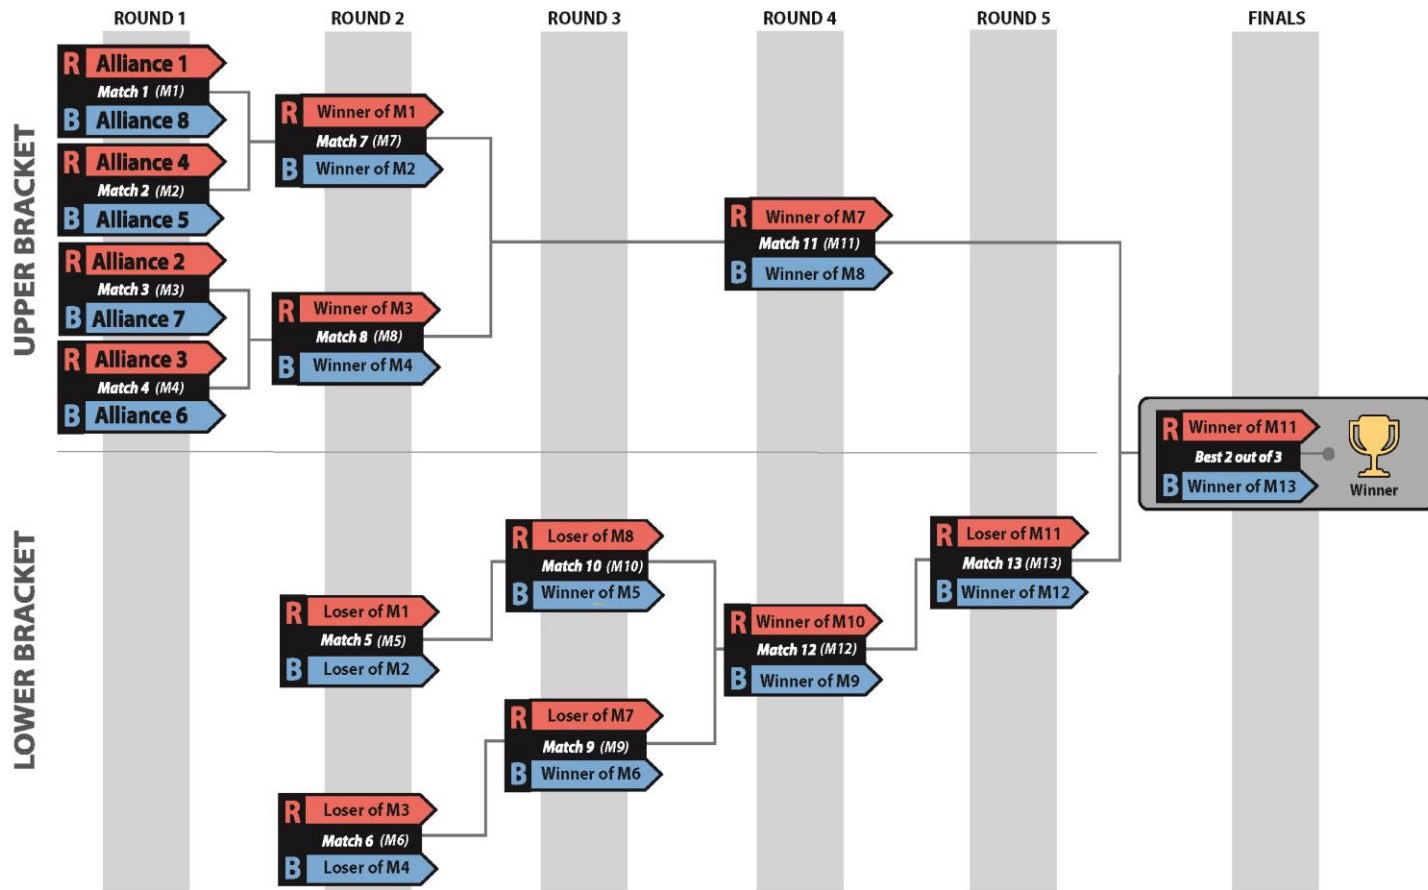 ROUND 1
ROUND 2
ROUND 3
ROUND 4
ROUND 5
FINALS
UPPER BRACKET
R Alliance 1
Match 1 (M1)
B Alliance 8
R Alliance 4
Match 2 (M2)
B Alliance 5
R Alliance 2
Match 3 (M3)
B Alliance 7
R Alliance 3
Match 4 (M4)
B Alliance 6
R Winner of M1
Match 7 (M7)
B Winner of M2
R Winner of M3
Match 8 (M8)
B Winner of M4
R Winner of M7
Match 11 (M11)
B Winner of M8
R Winner of M11
Best 2 out of 3
B Winner of M13
Winner
LOWER BRACKET
R Loser of M1
Match 5 (M5)
B Loser of M2
R Loser of M3
Match 6 (M6)
B Loser of M4
R Loser of M8
Match 10 (M10)
B Winner of M5
R Loser of M7
Match 9 (M9)
B Winner of M6
R Winner of M10
Match 12 (M12)
B Winner of M9
R Loser of M11
Match 13 (M13)
B Winner of M12